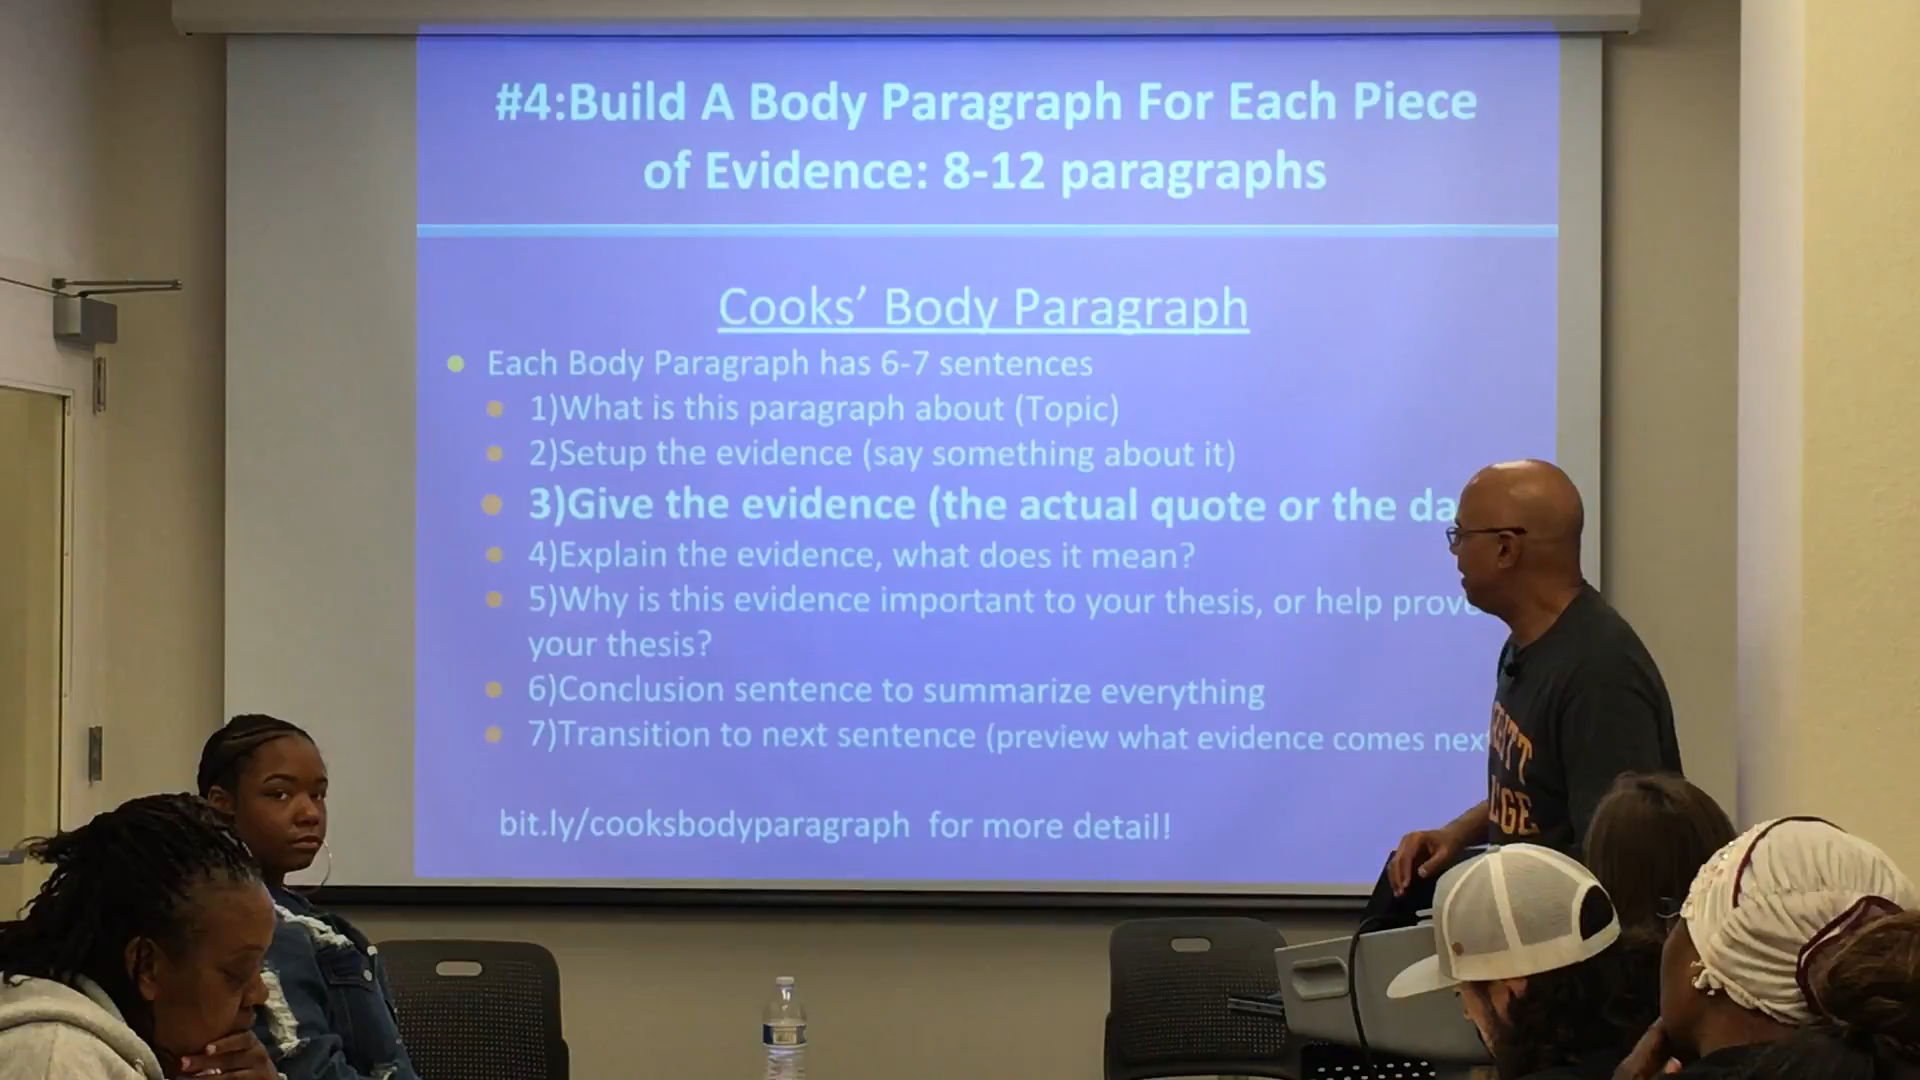 #4:Build A Body Paragraph For Each Piece
of Evidence: 8-12 paragraphs
Cooks’ Body Paragraph
Each Body Paragraph has 6-7 sentences
1)What is this paragraph about (Topic)
2)Setup the evidence (say something about it)
3)Give the evidence (the actual quote or the da
4)Explain the evidence, what does it mean?
5)Why is this evidence important to your thesis, or help prove
your thesis?
6)Conclusion sentence to summarize everything
7)Transition to next sentence (preview what evidence comes next
bit.ly/cooksbodyparagraph for more detail!